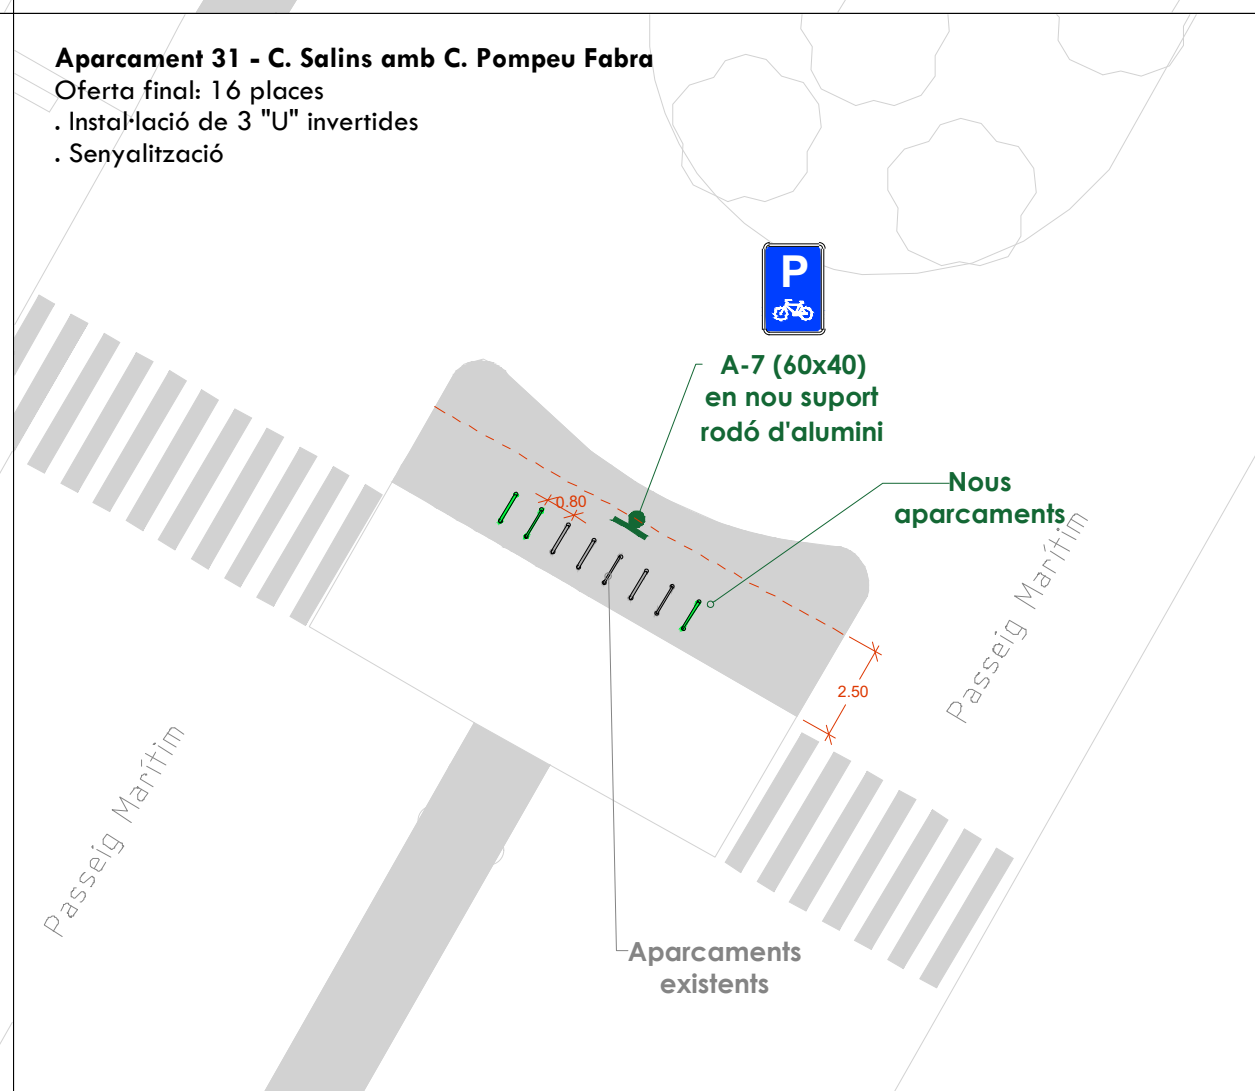 Aparcament 31 - C. Salins amb C. Pompeu Fabra
Oferta final: 16 places
. Instal·lació de 3 "U" invertides
. Senyalització
P
A-7 (60x40)
en nou suport
rodó d'alumini
Nous
aparcaments
0.80
Passeig Marítim
2.50
Passeig Marítim
Aparcaments
existents